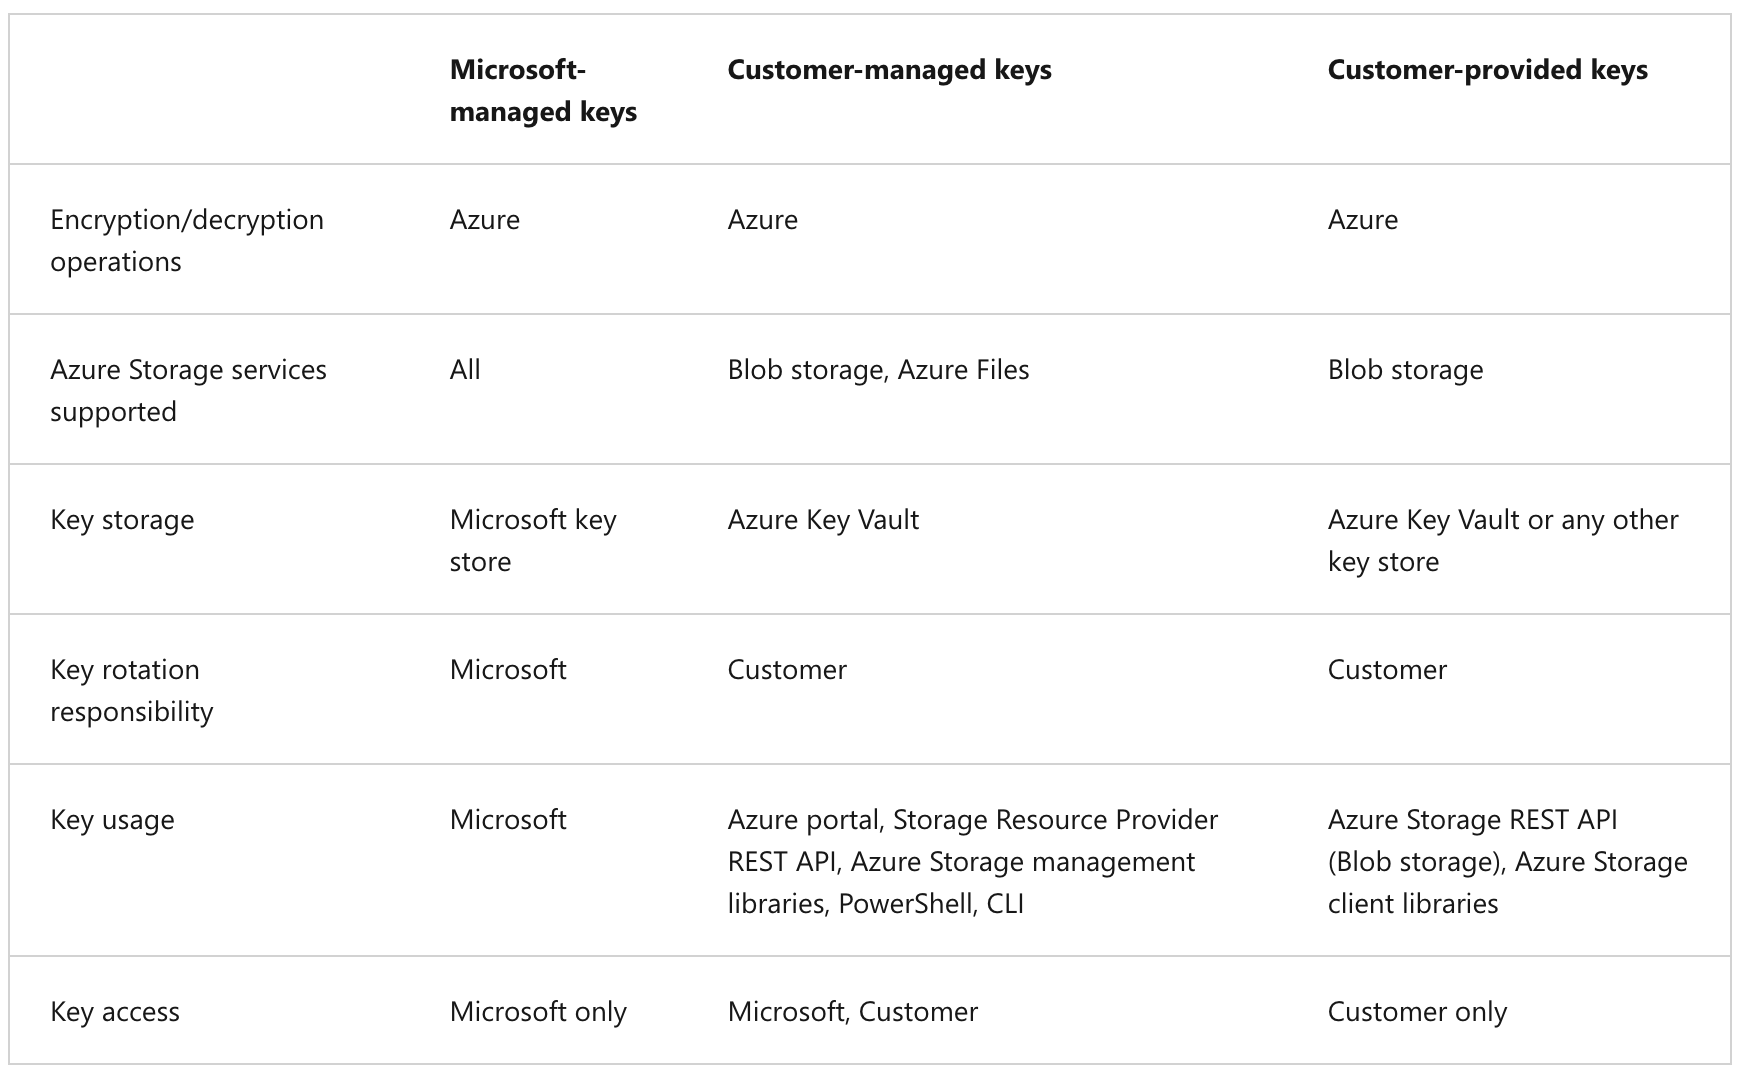 Microsoft-
managed keys
Customer-managed keys
Customer-provided keys
Encryption/decryption
operations
Azure
Azure
Azure
Azure Storage services
supported
All
Blob storage, Azure Files
Blob storage
Key storage
Microsoft key
store
Azure Key Vault
Azure Key Vault or any other
key store
Key rotation
responsibility
Microsoft
Customer
Customer
Key usage
Microsoft
Azure portal, Storage Resource Provider
REST API, Azure Storage management
libraries, PowerShell, CLI
Azure Storage REST API
(Blob storage), Azure Storage
client libraries
Key access
Microsoft only
Microsoft, Customer
Customer only